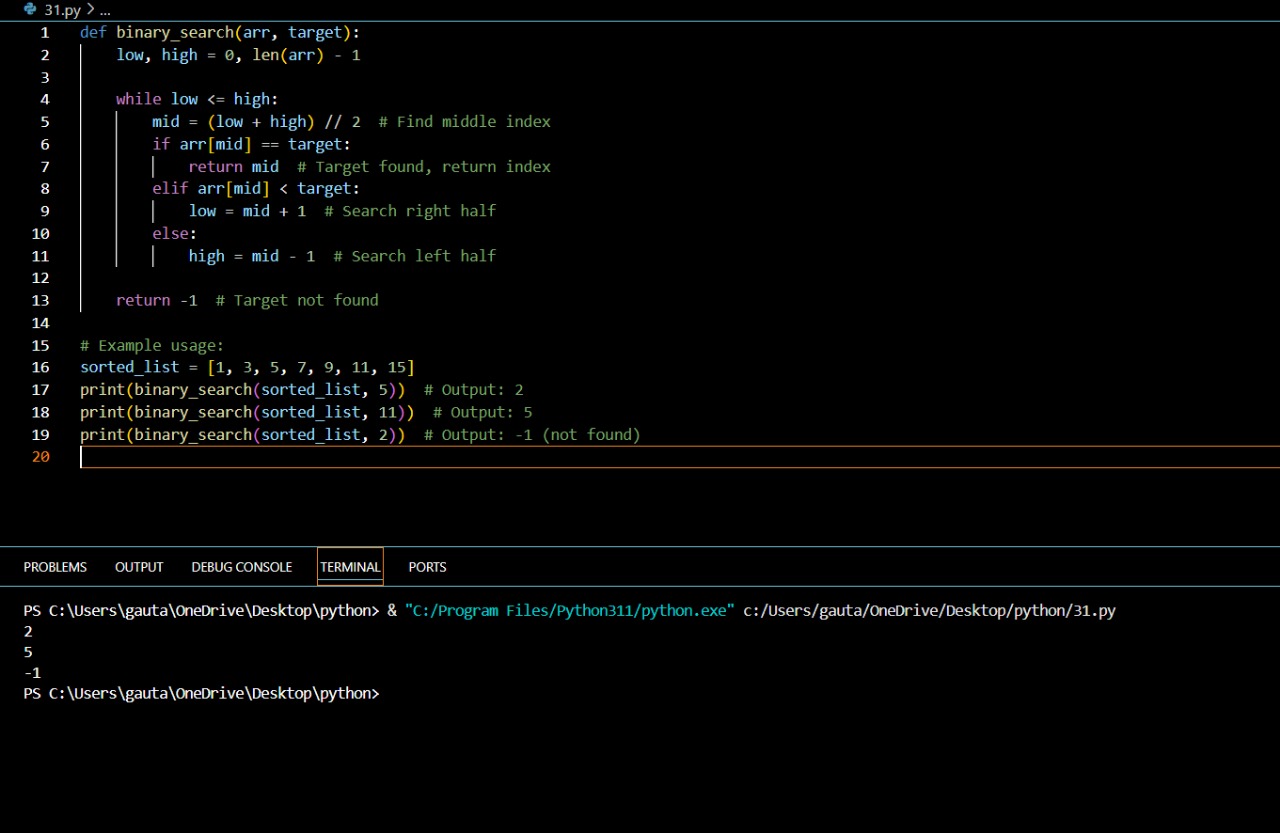 31.py > ...
1 def binary_search(arr, target):
2     low, high = 0, len(arr) - 1
3
4     while low <= high:
5         mid = (low + high) // 2  # Find middle index
6         if arr[mid] == target:
7             return mid  # Target found, return index
8         elif arr[mid] < target:
9             low = mid + 1  # Search right half
10         else:
11             high = mid - 1  # Search left half
12
13     return -1  # Target not found
14
15 # Example usage:
16 sorted_list = [1, 3, 5, 7, 9, 11, 15]
17 print(binary_search(sorted_list, 5))  # Output: 2
18 print(binary_search(sorted_list, 11))  # Output: 5
19 print(binary_search(sorted_list, 2))  # Output: -1 (not found)
20
PROBLEMS OUTPUT DEBUG CONSOLE TERMINAL PORTS
PS C:\Users\gauta\OneDrive\Desktop\python> & "C:/Program Files/Python311/python.exe" c:/Users/gauta/OneDrive/Desktop/python/31.py
2
5
-1
PS C:\Users\gauta\OneDrive\Desktop\python>